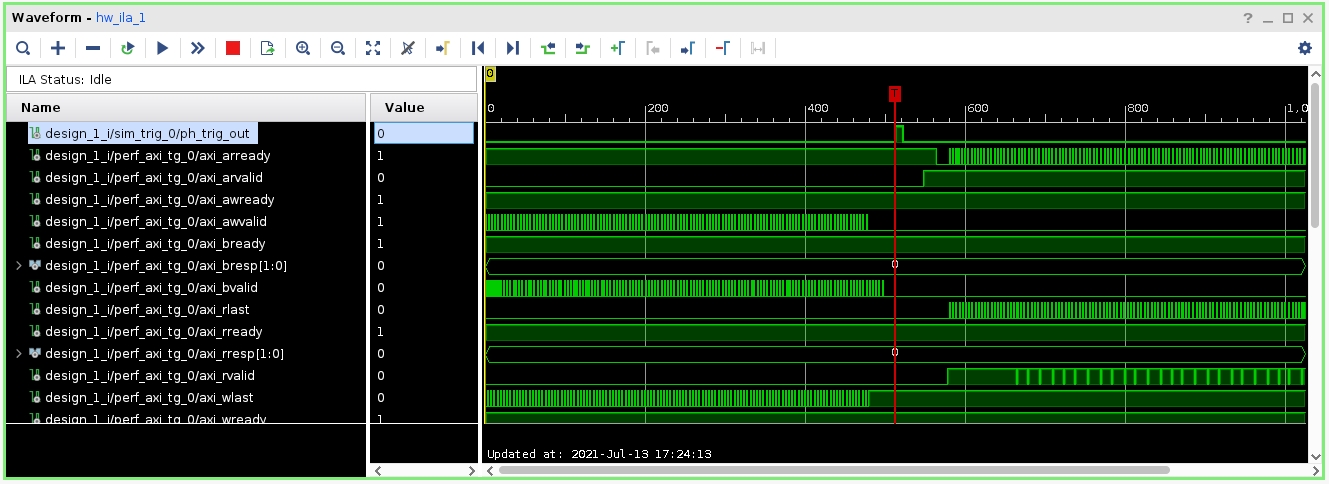 Waveform - hw_ila_1
ILA Status: Idle
Name Value
0
T
0 200 400 600 800 1,0
design_1_i/sim_trig_0/ph_trig_out 0
design_1_i/perf_axi_tg_0/axi_arready 1
design_1_i/perf_axi_tg_0/axi_arvalid 0
design_1_i/perf_axi_tg_0/axi_awready 1
design_1_i/perf_axi_tg_0/axi_awvalid 1
design_1_i/perf_axi_tg_0/axi_bready 1
design_1_i/perf_axi_tg_0/axi_bresp[1:0] 0 0
design_1_i/perf_axi_tg_0/axi_bvalid 0
design_1_i/perf_axi_tg_0/axi_rlast 0
design_1_i/perf_axi_tg_0/axi_rready 1
design_1_i/perf_axi_tg_0/axi_rresp[1:0] 0 0
design_1_i/perf_axi_tg_0/axi_rvalid 0
design_1_i/perf_axi_tg_0/axi_wlast 0
design_1_i/perf_axi_tg_0/axi_wready 1
Updated at: 2021-Jul-13 17:24:13